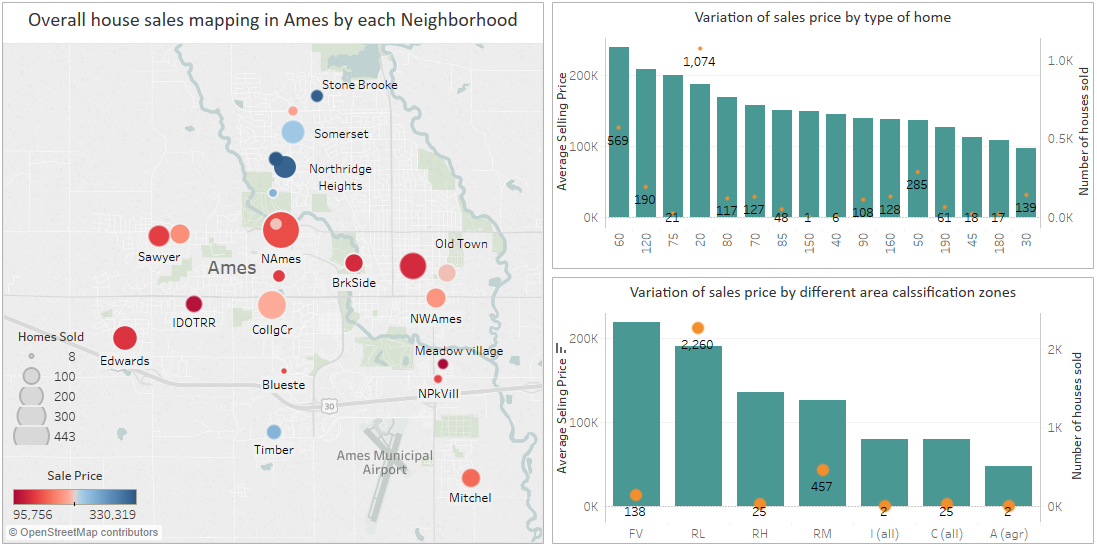 Overall house sales mapping in Ames by each Neighborhood
Stone Brooke
Somerset
Northridge
Heights
NAmes
Sawyer
Ames
Old Town
BrkSide
IDOTRR
CollgCr
NWAmes
Edwards
Meadow village
Blueste
NPkVill
30
Timber
Ames Municipal
Airport
Mitchel
Homes Sold
8
100
200
300
443
Sale Price
95,756 330,319
© OpenStreetMap contributors
Variation of sales price by type of home
Average Selling Price
200K
100K
0K
1.0K
0.5K
0.0K
Number of houses sold
569
190
21
1,074
117
127
48
1
6
108
128
285
61
18
17
139
60 120 75 20 80 70 85 150 40 90 160 50 190 45 180 30
Variation of sales price by different area calssification zones
Average Seling Price
200K
100K
0K
2K
1K
0K
Number of houses sold
138
2,260
25
457
2
25
2
FV RL RH RM I (all) C (all) A (agr)